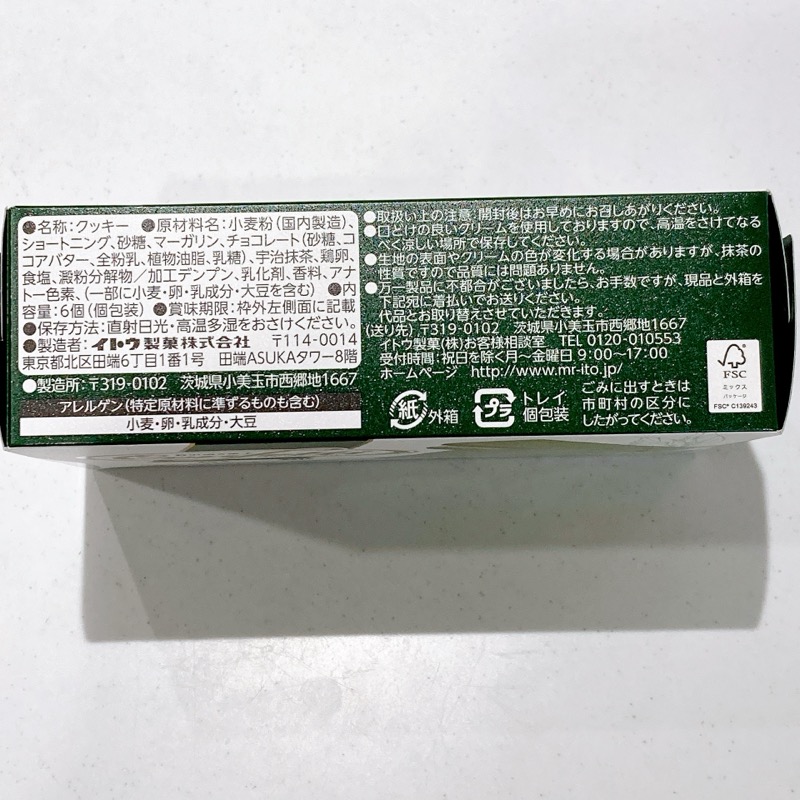 ●名称:クッキー ●原材料名:小麦粉(国内製造)、
ショートニング、砂糖、マーガリン、チョコレート(砂糖、コ
コアバター、全粉乳、植物油脂、乳糖)、宇治抹茶、鶏卵、
食塩、澱粉分解物/加工デンプン、乳化剤、香料、アナ
トー色素、(一部に小麦・卵・乳成分・大豆を含む) ●内
容量:6個(個包装) ●賞味期限:枠外左側面に記載
●保存方法:直射日光・高温多湿をおさけください。
●製造者:イトウ製菓株式会社 〒114-0014
東京都北区田端6丁目1番1号 田端ASUKAタワー8階
●製造所:〒319-0102 茨城県小美玉市西郷地1667
アレルゲン(特定原材料に準ずるものも含む)
小麦・卵・乳成分・大豆
●取扱い上の注意:開封後はお早めにお召しあがりください。
●口どけの良いクリームを使用しておりますので、高温をさけてなる
べく涼しい場所で保存してください。
●生地の表面やクリームの色が変化する場合がありますが、抹茶の
性質ですので品質には問題ありません。
●万一製品に不都合がございましたら、お手数ですが、現品と外箱を
下記宛に着払いでお送りください。
代品とお取り替えさせていただきます。
(送り先) 〒319-0102 茨城県小美玉市西郷地1667
イトウ製菓(株)お客様相談室 TEL 0120-010553
受付時間:祝日を除く月~金曜日 9:00~17:00
ホームページ http://www.mr-ito.jp/
紙 外箱
プラ トレイ
個包装
ごみに出すときは
市町村の区分に
したがってください。
FSC
ミックス
パッケージ
FSC® C139243